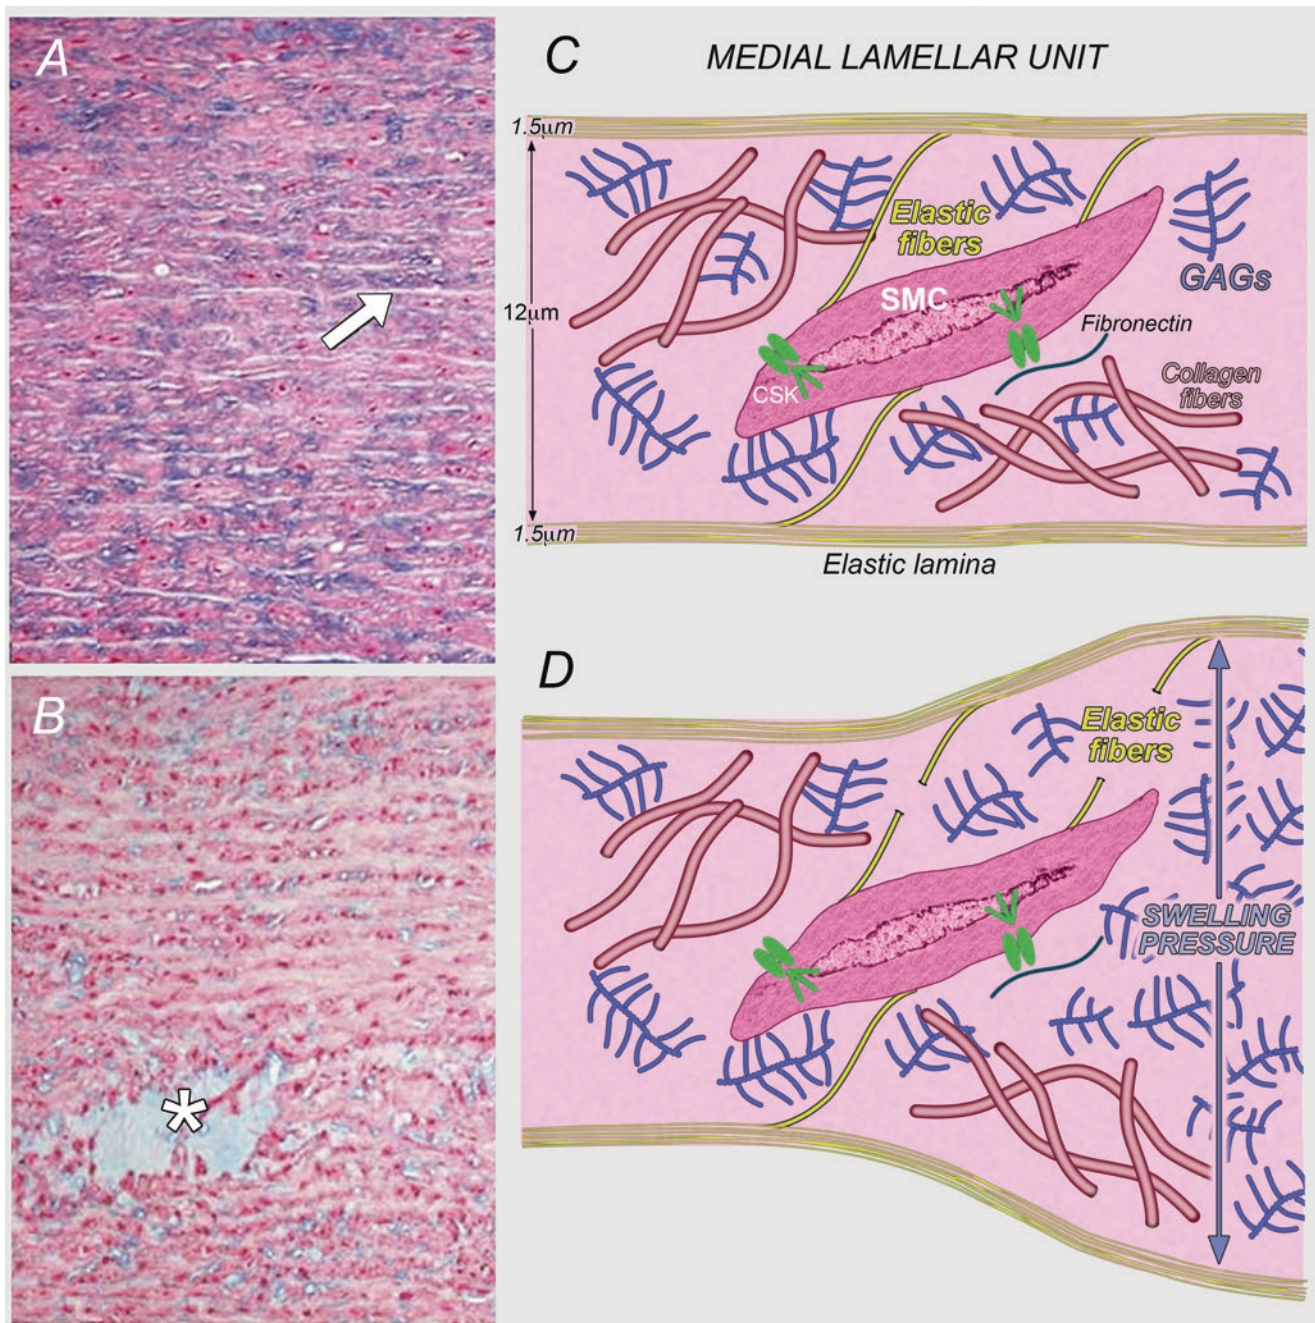 A
B
*
C
MEDIAL LAMELLAR UNIT
1.5μm
Elastic
fibers
SMC
GAGs
12μm
Fibronectin
CSK
Collagen
fibers
1.5μm
Elastic lamina
D
Elastic
fibers
SWELLING
PRESSURE